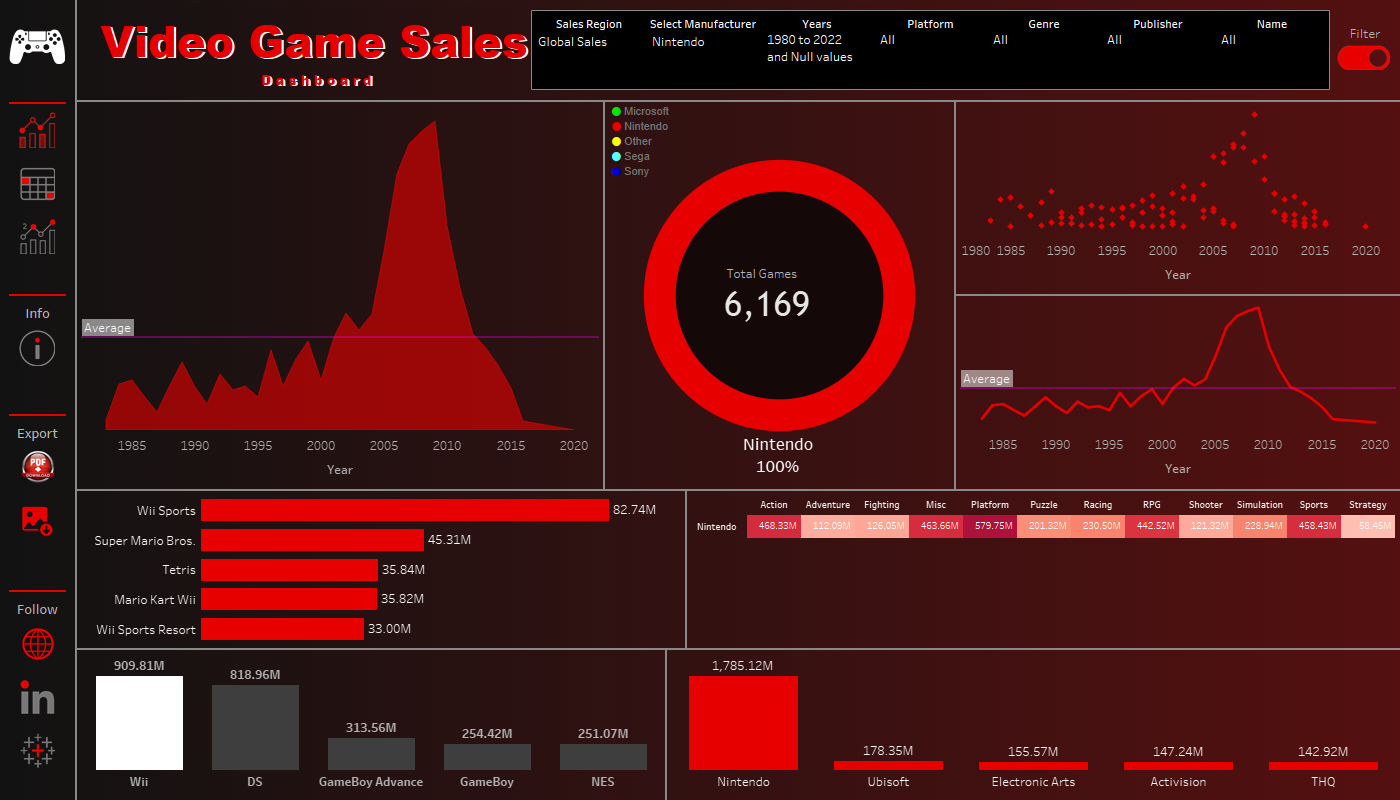 Video Game Sales
Dashboard
Sales Region
Global Sales
Select Manufacturer
Nintendo
Years
1980 to 2022
and Null values
Platform
All
Genre
All
Publisher
All
Name
All
Filter
Info
Export
PDF
DOWNLOAD
Follow
in
2
Average
1985 1990 1995 2000 2005 2010 2015 2020
Year
Microsoft
Nintendo
Other
Sega
Sony
Total Games
6,169
Nintendo
100%
1980 1985 1990 1995 2000 2005 2010 2015 2020
Year
Average
1985 1990 1995 2000 2005 2010 2015 2020
Year
Wii Sports 82.74M
Super Mario Bros. 45.31M
Tetris 35.84M
Mario Kart Wii 35.82M
Wii Sports Resort 33.00M
Action Adventure Fighting Misc Platform Puzzle Racing RPG Shooter Simulation Sports Strategy
Nintendo 468.33M 112.09M 126.05M 463.66M 579.75M 201.32M 230.50M 442.52M 121.32M 228.94M 458.43M 58.45M
909.81M 818.96M 313.56M 254.42M 251.07M
Wii DS GameBoy Advance GameBoy NES
1,785.12M 178.35M 155.57M 147.24M 142.92M
Nintendo Ubisoft Electronic Arts Activision THQ